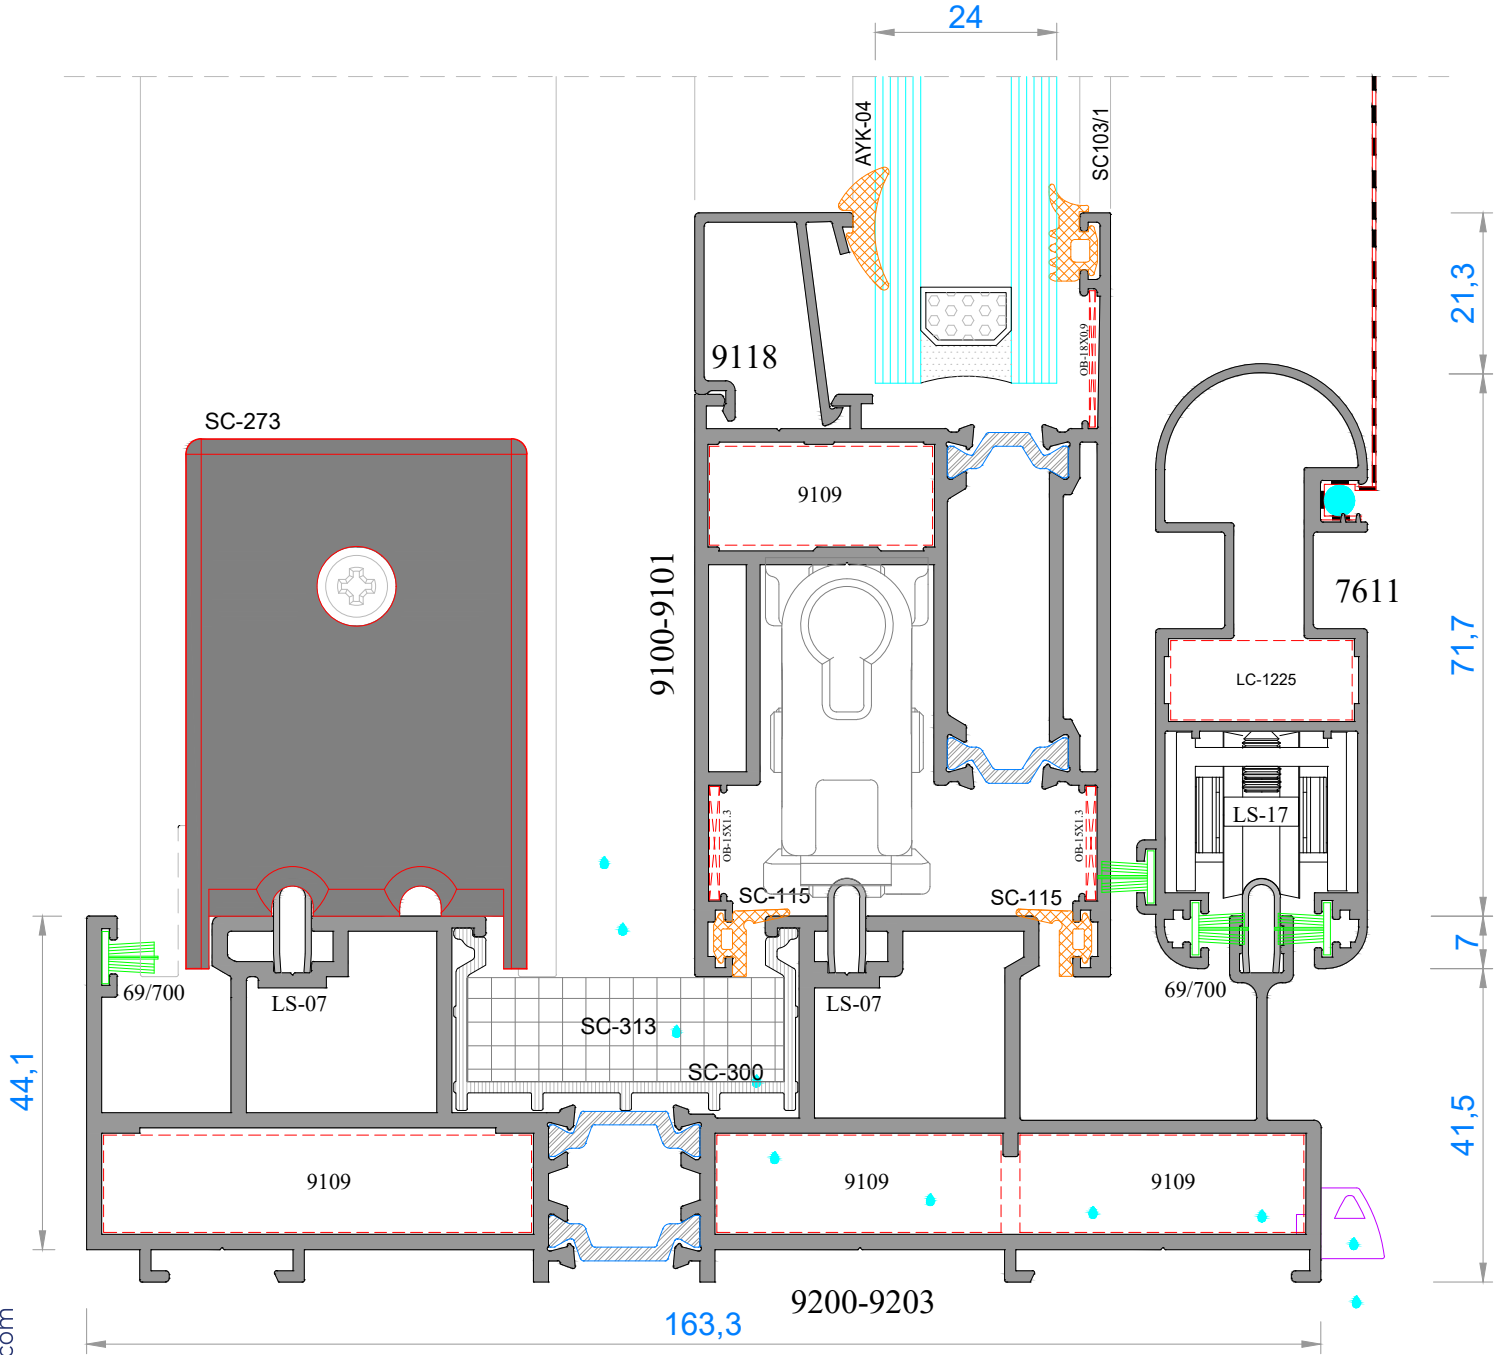 24
AYK-04
SC103/1
21,3
9118
OB-18X0,9
SC-273
9109
9100-9101
7611
71,7
LC-1225
LS-17
OB-15X1.3
OB-15X1.3
SC-115
SC-115
7
69/700
LS-07
LS-07
69/700
SC-313
SC-300
44,1
41,5
9109
9109
9109
9200-9203
163,3
com